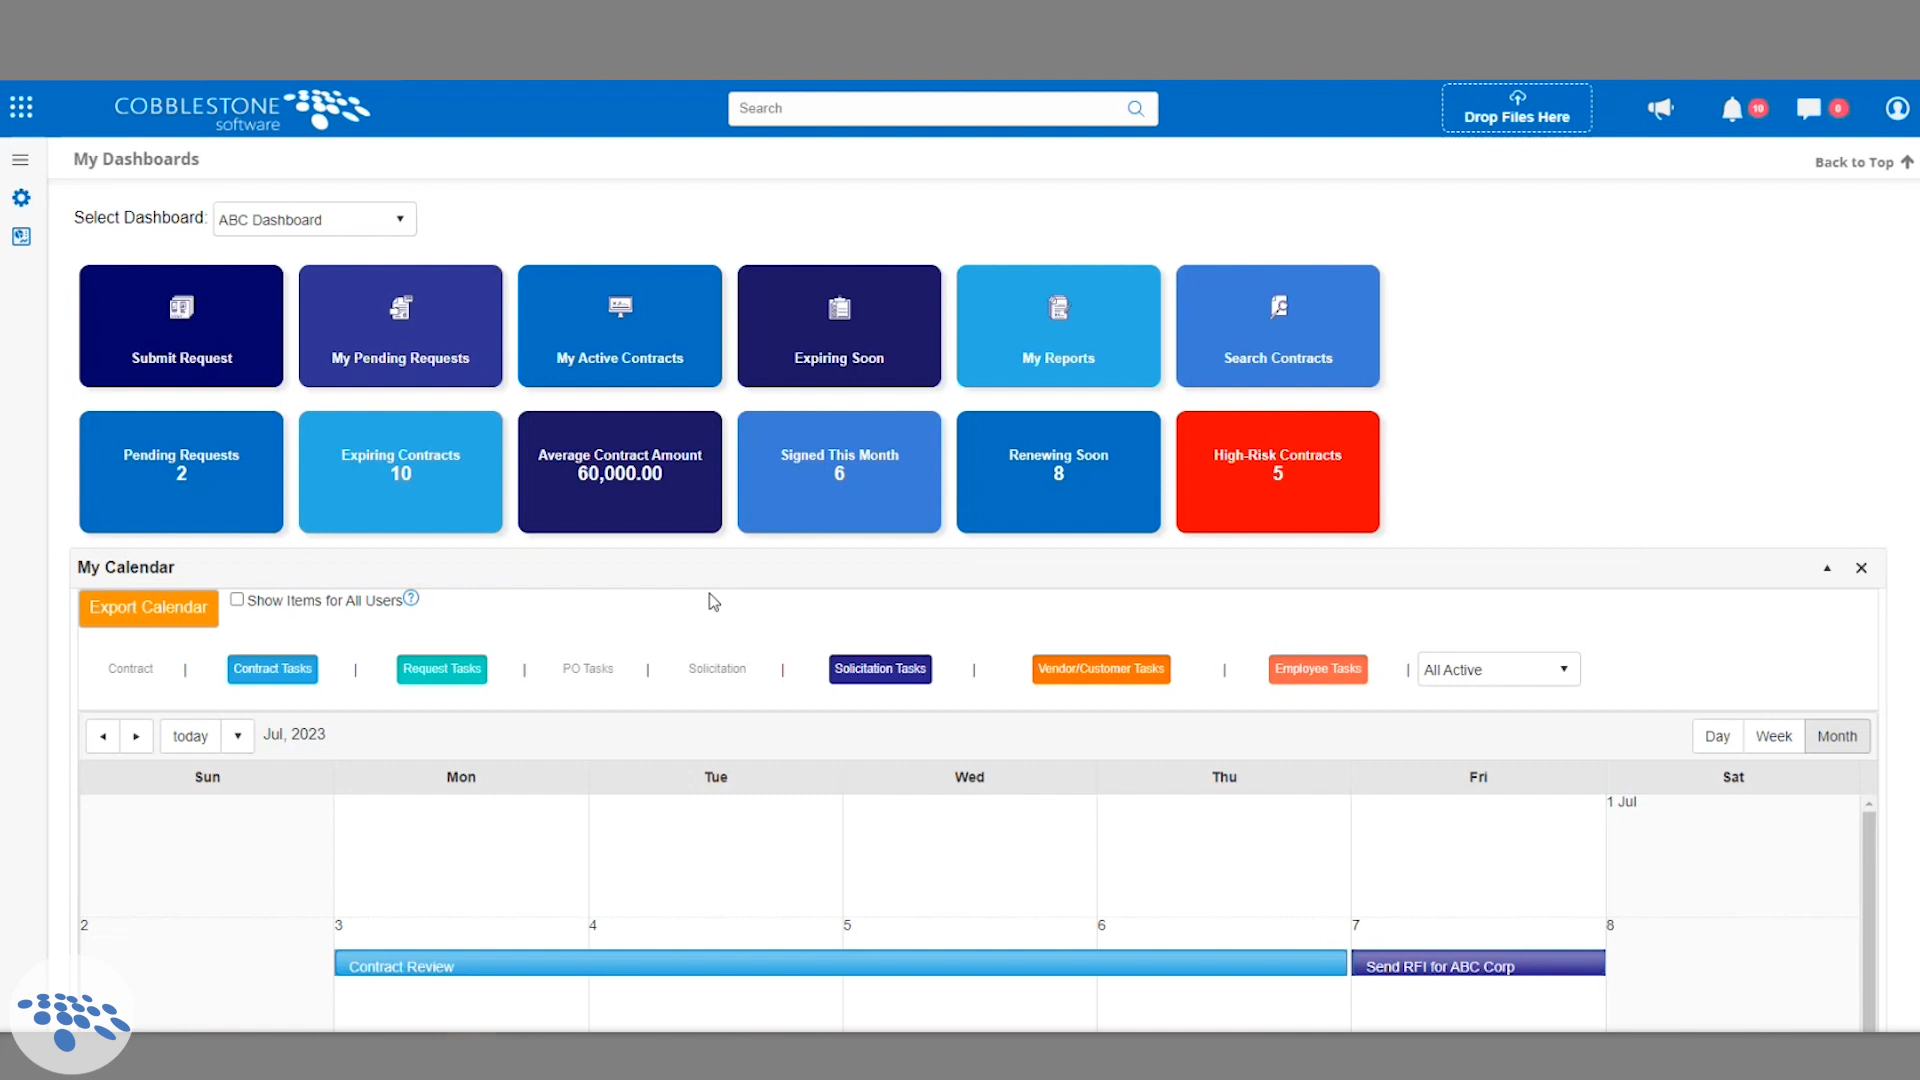 COBBLESTONE
software
Search
Drop Files Here
10
0
My Dashboards
Back to Top
Select Dashboard: ABC Dashboard
Submit Request
My Pending Requests
My Active Contracts
Expiring Soon
My Reports
Search Contracts
Pending Requests
2
Expiring Contracts
10
Average Contract Amount
60,000.00
Signed This Month
6
Renewing Soon
8
High-Risk Contracts
5
My Calendar
Export Calendar
Show Items for All Users?
Contract | Contract Tasks | Request Tasks | PO Tasks | Solicitation | Solicitation Tasks | Vendor/Customer Tasks | Employee Tasks | All Active
today Jul, 2023
Day Week Month
Sun Mon Tue Wed Thu Fri Sat
1 Jul
2 3 4 5 6 7 8
Contract Review
Send RFI for ABC Corp